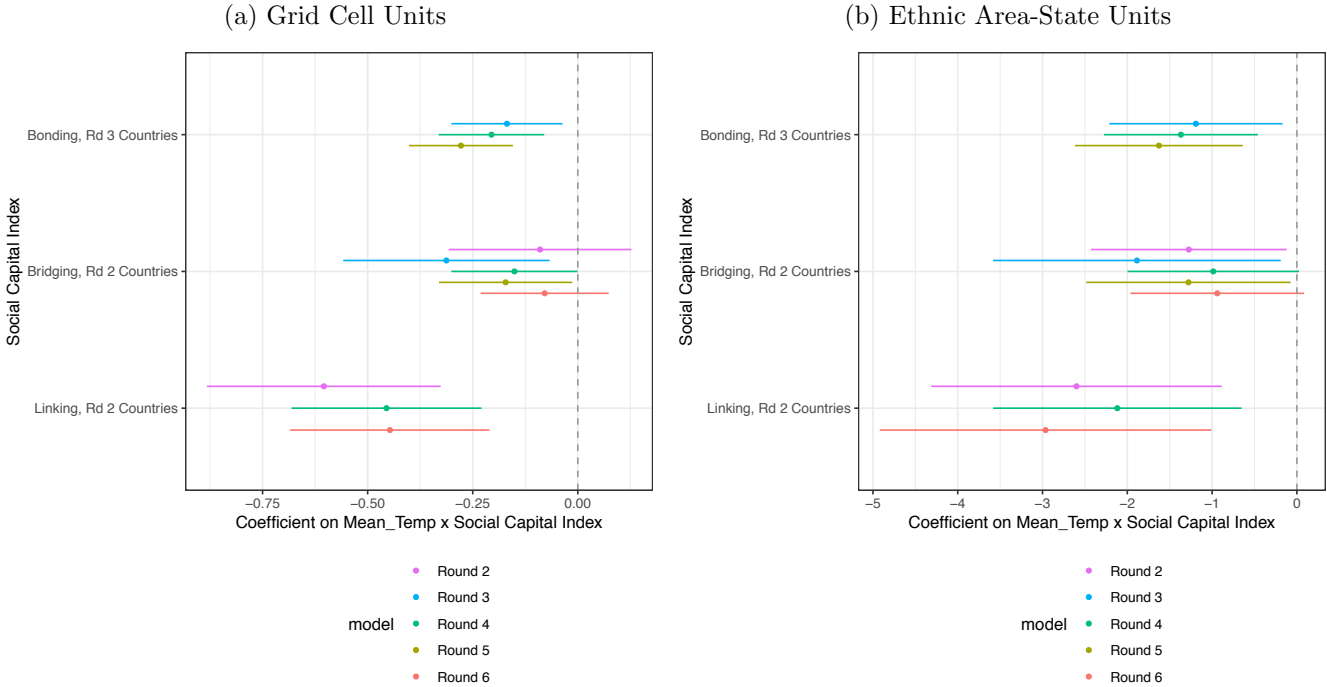 (a) Grid Cell Units
Social Capital Index
Bonding, Rd 3 Countries
Bridging, Rd 2 Countries
Linking, Rd 2 Countries
−0.75 −0.50 −0.25 0.00
Coefficient on Mean_Temp x Social Capital Index
model
Round 2
Round 3
Round 4
Round 5
Round 6
(b) Ethnic Area-State Units
Social Capital Index
Bonding, Rd 3 Countries
Bridging, Rd 2 Countries
Linking, Rd 2 Countries
−5 −4 −3 −2 −1 0
Coefficient on Mean_Temp x Social Capital Index
model
Round 2
Round 3
Round 4
Round 5
Round 6